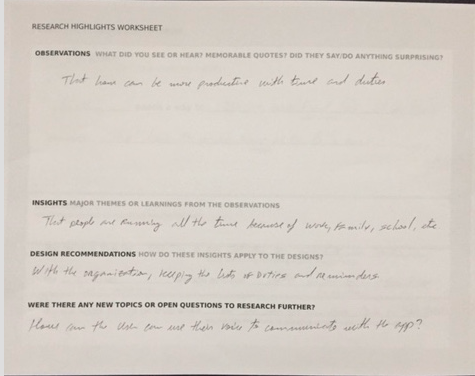 RESEARCH HIGHLIGHTS WORKSHEET
OBSERVATIONS WHAT DID YOU SEE OR HEAR? MEMORABLE QUOTES? DID THEY SAY/DO ANYTHING SURPRISING?
That can be more productive with time and duties
INSIGHTS MAJOR THEMES OR LEARNINGS FROM THE OBSERVATIONS
That people are running all the time because of work, family, school, etc
DESIGN RECOMMENDATIONS HOW DO THESE INSIGHTS APPLY TO THE DESIGNS?
With the organization, keeping the lists of duties and reminders
WERE THERE ANY NEW TOPICS OR OPEN QUESTIONS TO RESEARCH FURTHER?
the User can use their voice to communicate with the app?